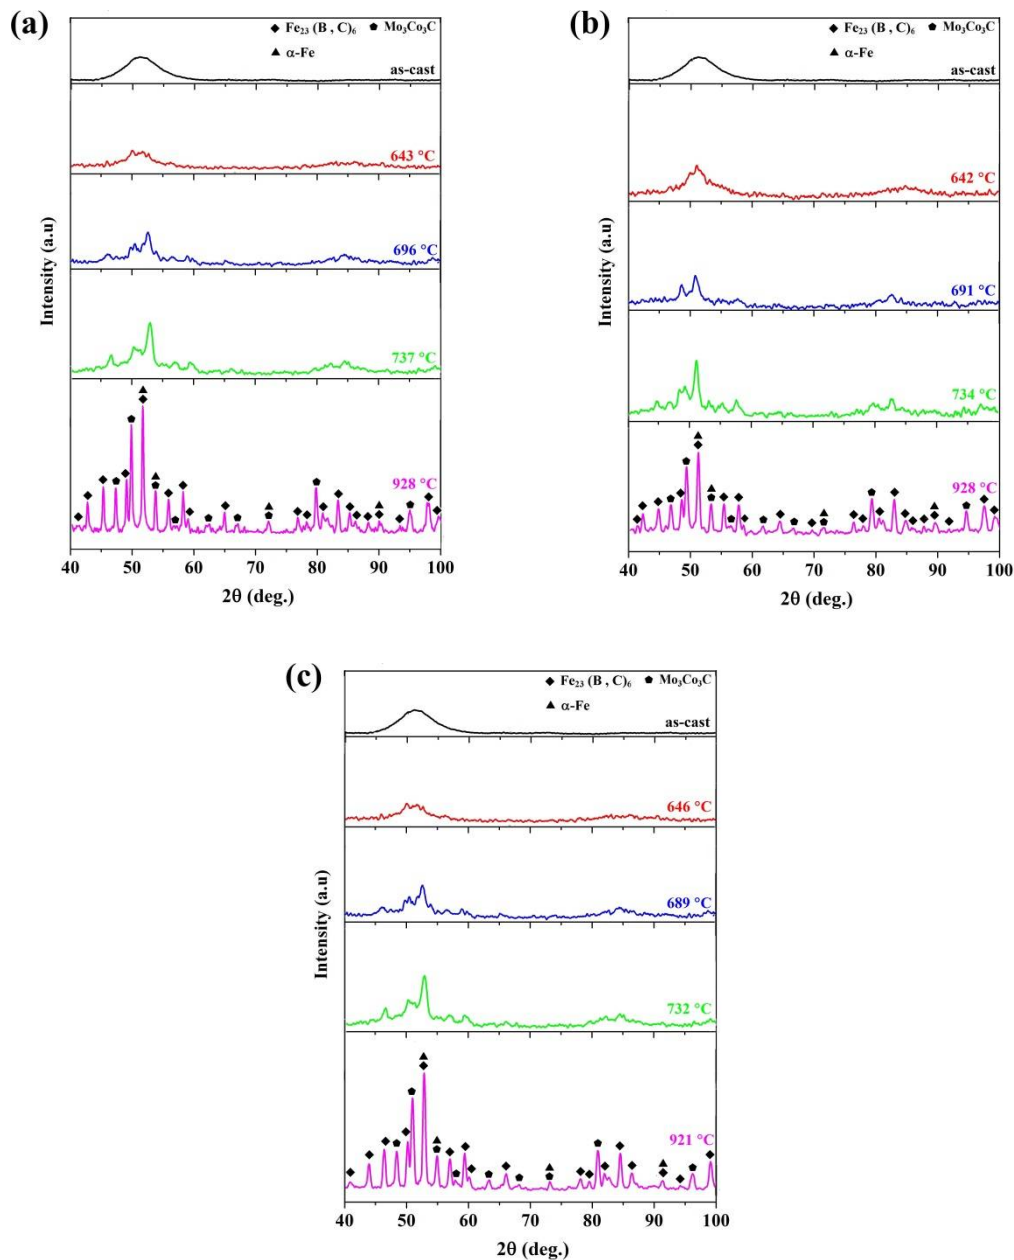 (a)
◆ Fe₂₃ (B , C)₆ ⬟ Mo₃Co₃C
▲ α-Fe
as-cast
643 °C
696 °C
737 °C
928 °C
Intensity (a.u)
40 50 60 70 80 90 100
2θ (deg.)
(b)
◆ Fe₂₃ (B , C)₆ ⬟ Mo₃Co₃C
▲ α-Fe
as-cast
642 °C
691 °C
734 °C
928 °C
Intensity (a.u)
40 50 60 70 80 90 100
2θ (deg.)
(c)
◆ Fe₂₃ (B , C)₆ ⬟ Mo₃Co₃C
▲ α-Fe
as-cast
646 °C
689 °C
732 °C
921 °C
Intensity (a.u)
40 50 60 70 80 90 100
2θ (deg.)